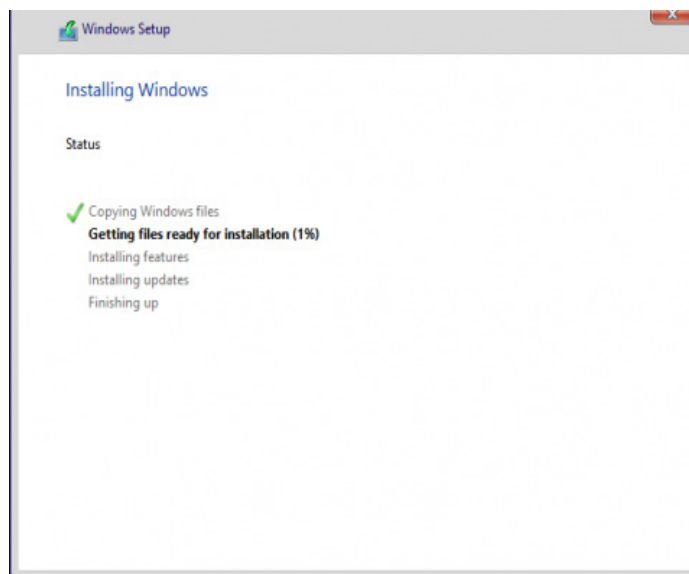 Windows Setup
Installing Windows
Status
Copying Windows files
Getting files ready for installation (1%)
Installing features
Installing updates
Finishing up